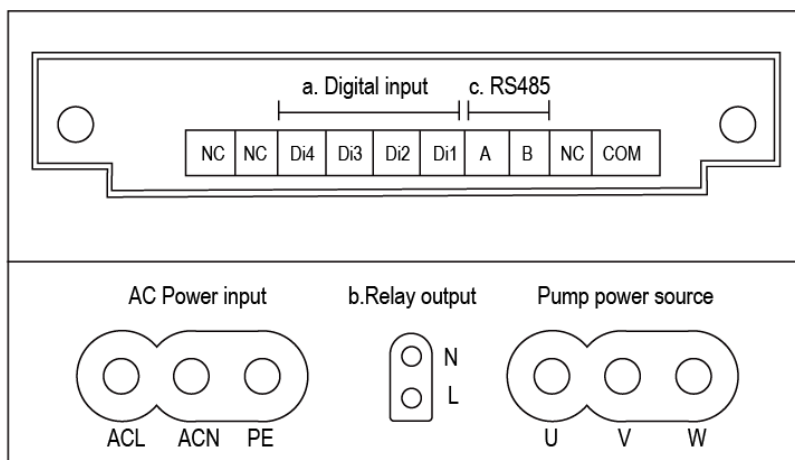 a. Digital input c. RS485
NC NC Di4 Di3 Di2 Di1 A B NC COM
AC Power input b.Relay output Pump power source
N
L
ACL ACN PE U V W